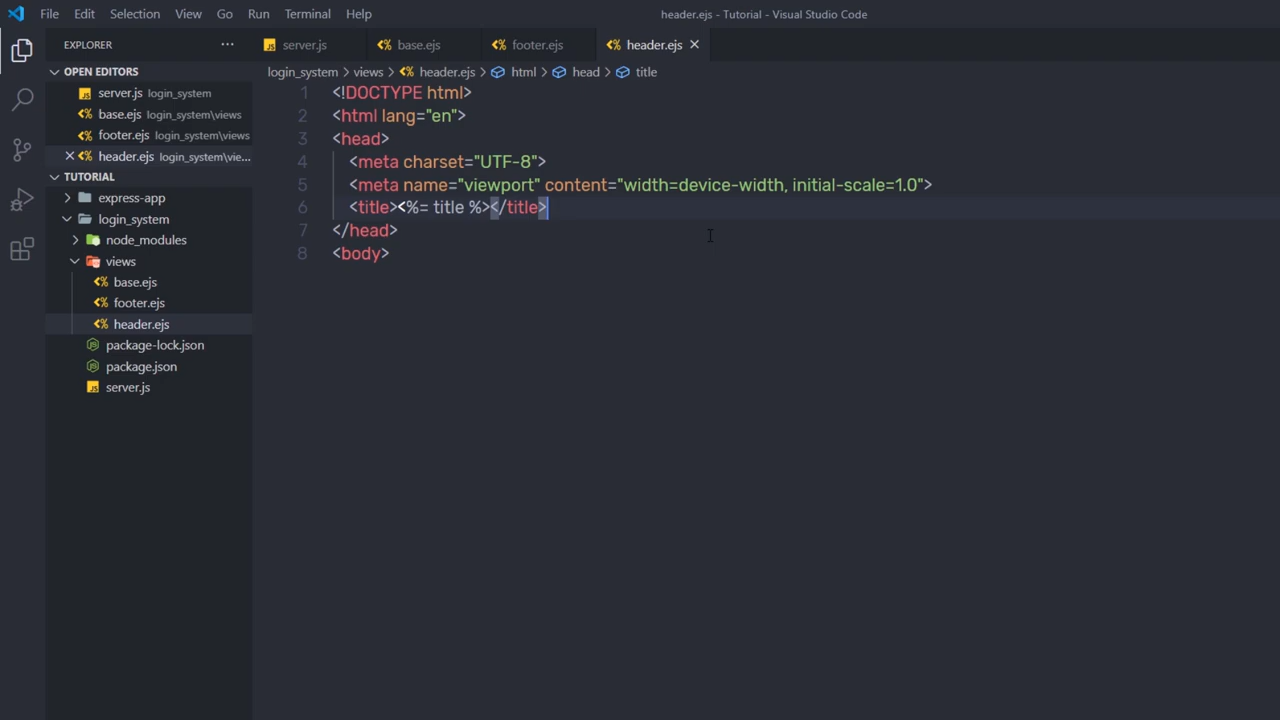 File Edit Selection View Go Run Terminal Help
header.ejs - Tutorial - Visual Studio Code
EXPLORER
server.js
base.ejs
footer.ejs
header.ejs
OPEN EDITORS
server.js login_system
base.ejs login_system\views
footer.ejs login_system\views
header.ejs login_system\vie...
TUTORIAL
express-app
login_system
node_modules
views
base.ejs
footer.ejs
header.ejs
package-lock.json
package.json
server.js
login_system > views > header.ejs > html > head > title
1 <!DOCTYPE html>
2 <html lang="en">
3 <head>
4 <meta charset="UTF-8">
5 <meta name="viewport" content="width=device-width, initial-scale=1.0">
6 <title><%= title %></title>
7 </head>
8 <body>